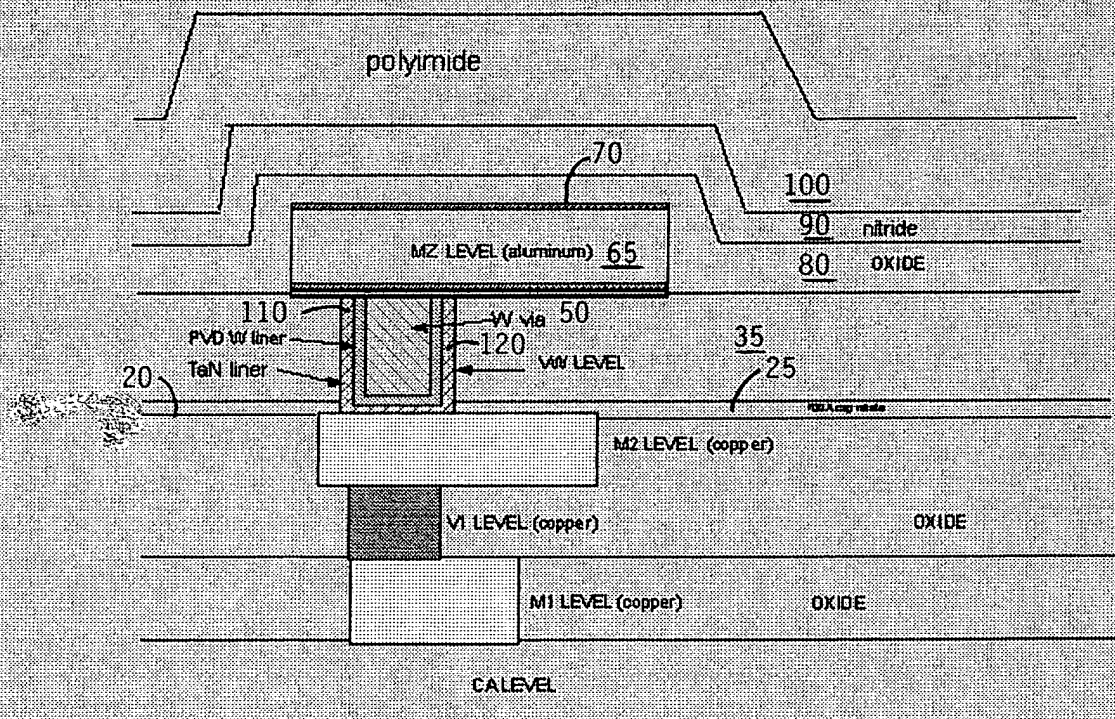 polyimide
70
100
90 nitride
MZ LEVEL (aluminum) 65
80 OXIDE
110
W via 50
PVD W liner
120
35
TaN liner
VW LEVEL
20
25
M2 LEVEL (copper)
V1 LEVEL (copper)
OXIDE
M1 LEVEL (copper)
OXIDE
CA LEVEL